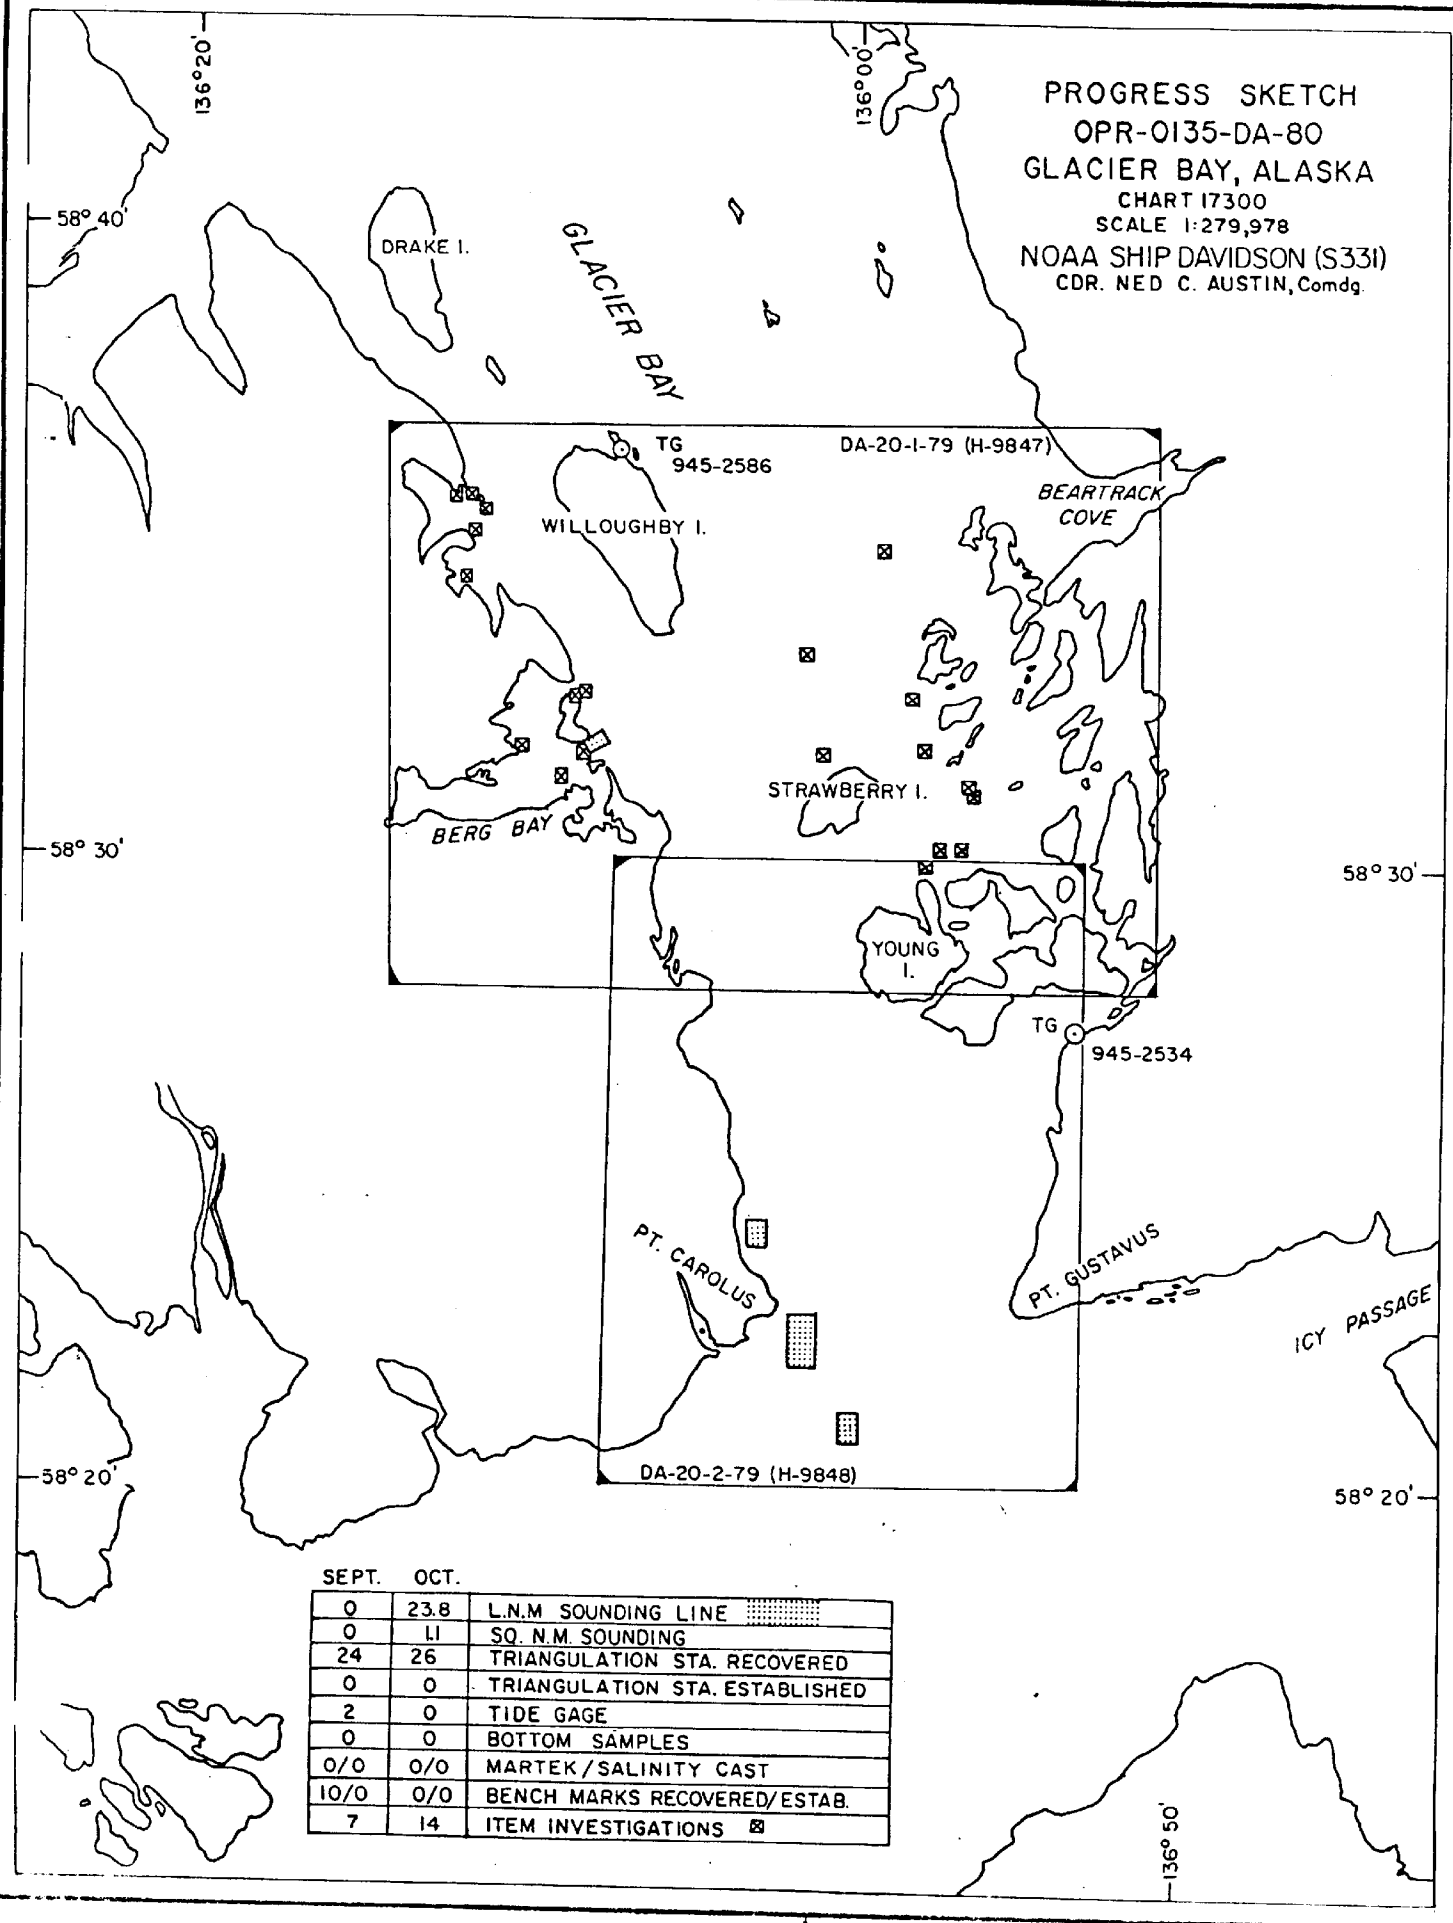 136°20'
136°00'
PROGRESS SKETCH
OPR-0135-DA-80
GLACIER BAY, ALASKA
CHART 17300
SCALE 1:279,978
NOAA SHIP DAVIDSON (S331)
CDR. NED C. AUSTIN, Comdg.
58° 40'
DRAKE I.
GLACIER BAY
TG
945-2586
DA-20-1-79 (H-9847)
BEARTRACK
COVE
WILLOUGHBY I.
STRAWBERRY I.
BERG BAY
58° 30'
58° 30'
YOUNG
I.
TG
945-2534
PT. CAROLUS
PT. GUSTAVUS
ICY PASSAGE
58° 20'
DA-20-2-79 (H-9848)
58° 20'
SEPT. OCT.
0 23.8 L.N.M SOUNDING LINE
0 1.1 SQ. N.M. SOUNDING
24 26 TRIANGULATION STA. RECOVERED
0 0 TRIANGULATION STA. ESTABLISHED
2 0 TIDE GAGE
0 0 BOTTOM SAMPLES
0/0 0/0 MARTEK/SALINITY CAST
10/0 0/0 BENCH MARKS RECOVERED/ESTAB.
7 14 ITEM INVESTIGATIONS
136° 50'